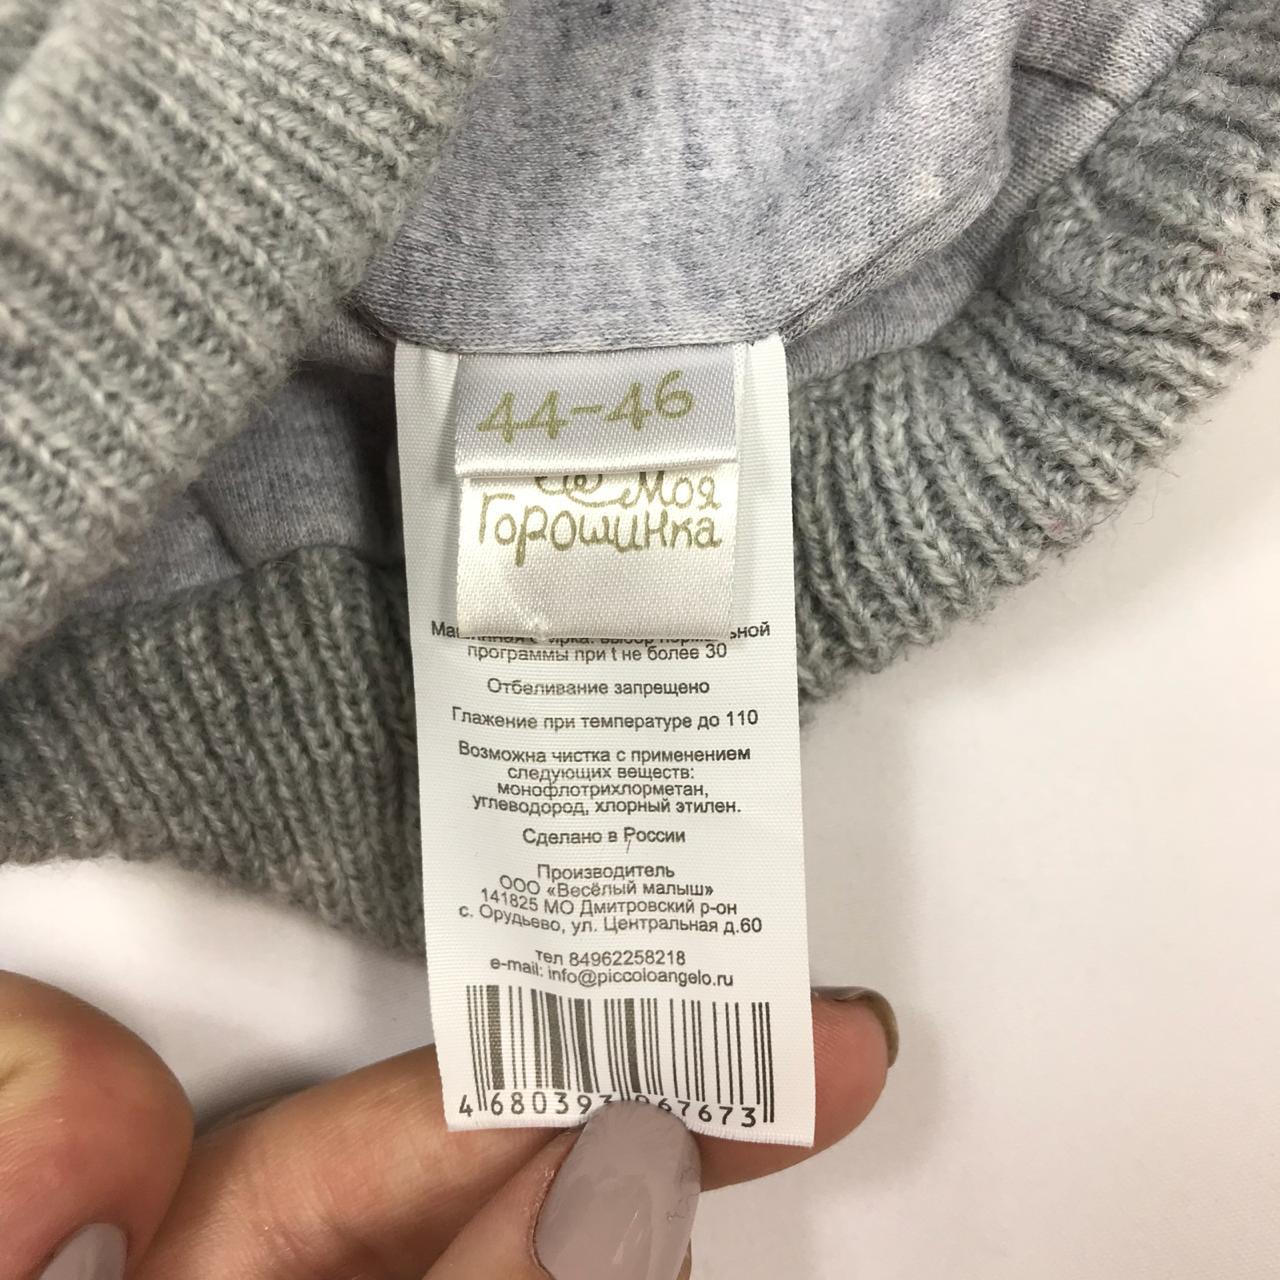 44-46
Моя
Горошинка
программы при t не более 30
Отбеливание запрещено
Глажение при температуре до 110
Возможна чистка с применением
следующих веществ:
монофлотрихлорметан,
углеводород, хлорный этилен.
Сделано в России
Производитель
ООО «Весёлый малыш»
141825 МО Дмитровский р-он
с. Орудьево, ул. Центральная д.60
тел 84962258218
e-mail: info@piccoloangelo.ru